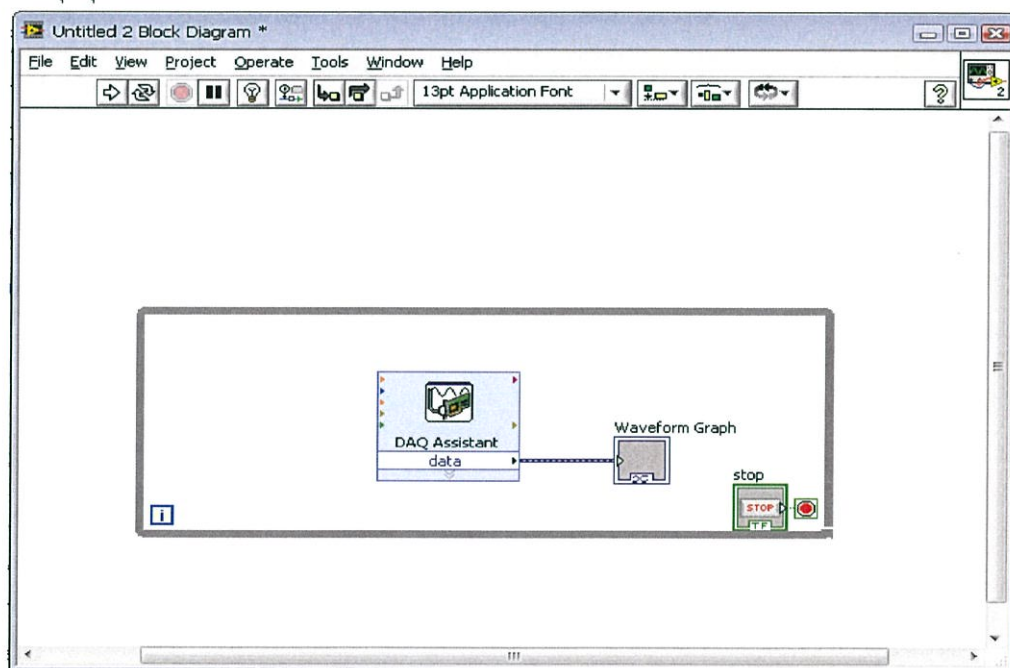 Untitled 2 Block Diagram *
File Edit View Project Operate Tools Window Help
13pt Application Font
2
DAQ Assistant
data
Waveform Graph
stop
STOP
TF
i